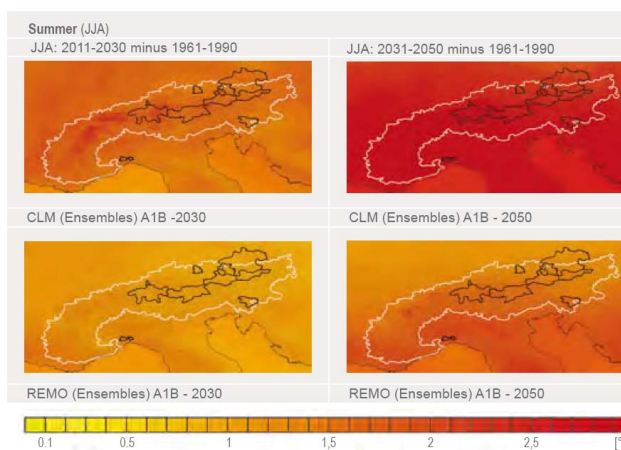 Summer (JJA)
JJA: 2011-2030 minus 1961-1990
JJA: 2031-2050 minus 1961-1990
CLM (Ensembles) A1B -2030
CLM (Ensembles) A1B - 2050
REMO (Ensembles) A1B - 2030
REMO (Ensembles) A1B - 2050
0.1 0.5 1 1,5 2 2,5 [°